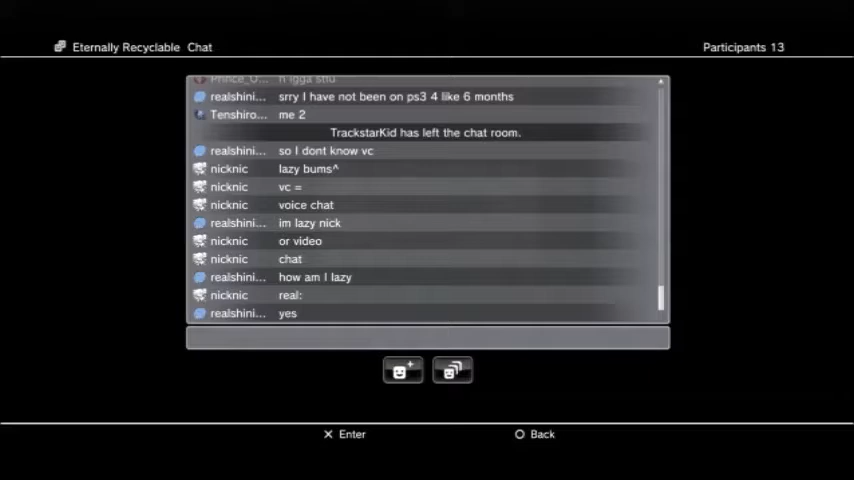 Eternally Recyclable Chat
Participants 13
Prince_O... n igga stfu
realshini... srry I have not been on ps3 4 like 6 months
Tenshiro... me 2
TrackstarKid has left the chat room.
realshini... so I dont know vc
nicknic lazy bums^
nicknic vc =
nicknic voice chat
realshini... im lazy nick
nicknic or video
nicknic chat
realshini... how am I lazy
nicknic real:
realshini... yes
Enter
Back